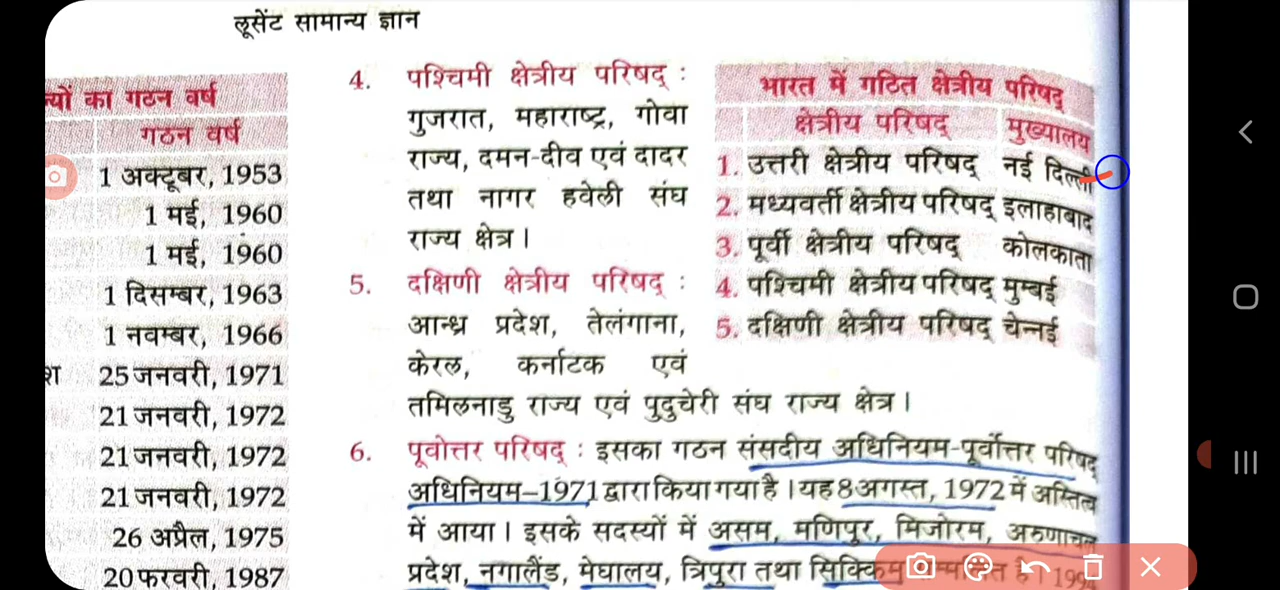 लूसेंट सामान्य ज्ञान
यों का गठन वर्ष
गठन वर्ष
1 अक्टूबर, 1953
1 मई, 1960
1 मई, 1960
1 दिसम्बर, 1963
1 नवम्बर, 1966
25 जनवरी, 1971
21 जनवरी, 1972
21 जनवरी, 1972
21 जनवरी, 1972
26 अप्रैल, 1975
20 फरवरी, 1987
4. पश्चिमी क्षेत्रीय परिषद् :
गुजरात, महाराष्ट्र, गोवा
राज्य, दमन-दीव एवं दादर
तथा नागर हवेली संघ
राज्य क्षेत्र।
5. दक्षिणी क्षेत्रीय परिषद् :
आन्ध्र प्रदेश, तेलंगाना,
केरल, कर्नाटक एवं
तमिलनाडु राज्य एवं पुदुचेरी संघ राज्य क्षेत्र।
6. पूवोत्तर परिषद् : इसका गठन संसदीय अधिनियम-पूर्वोत्तर परिषद्
अधिनियम–1971 द्वारा किया गया है। यह 8 अगस्त, 1972 में अस्तित्व
में आया। इसके सदस्यों में असम, मणिपुर, मिजोरम, अरुणाचल
प्रदेश, नगालैंड, मेघालय, त्रिपुरा तथा सिक्किम है। 1994
भारत में गठित क्षेत्रीय परिषद्
क्षेत्रीय परिषद् मुख्यालय
1. उत्तरी क्षेत्रीय परिषद् नई दिल्ली
2. मध्यवर्ती क्षेत्रीय परिषद् इलाहाबाद
3. पूर्वी क्षेत्रीय परिषद् कोलकाता
4. पश्चिमी क्षेत्रीय परिषद् मुम्बई
5. दक्षिणी क्षेत्रीय परिषद् चेन्नई